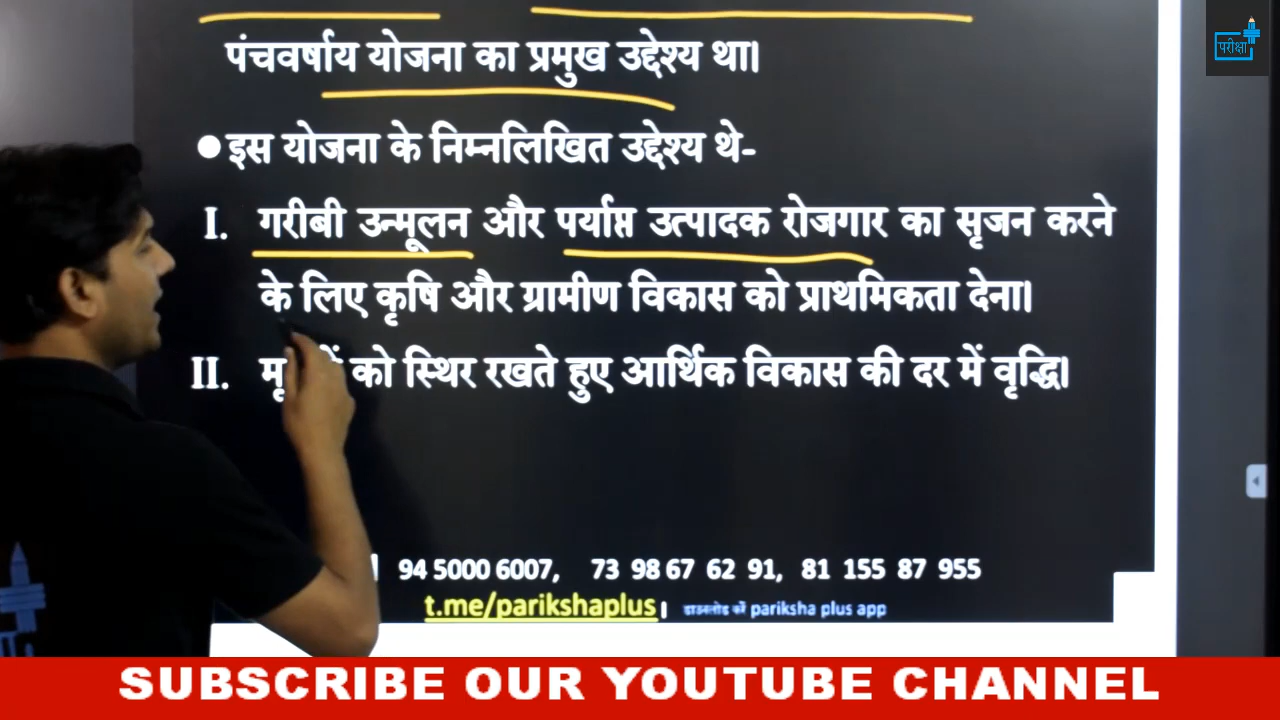 परीक्षा
पंचवर्षाय योजना का प्रमुख उद्देश्य था।
●इस योजना के निम्नलिखित उद्देश्य थे-
I. गरीबी उन्मूलन और पर्याप्त उत्पादक रोजगार का सृजन करने
के लिए कृषि और ग्रामीण विकास को प्राथमिकता देना।
II. को स्थिर रखते हुए आर्थिक विकास की दर में वृद्धि।
94 5000 6007, 73 98 67 62 91, 81 155 87 955
t.me/parikshaplus। डाउनलोड करें pariksha plus app
SUBSCRIBE OUR YOUTUBE CHANNEL